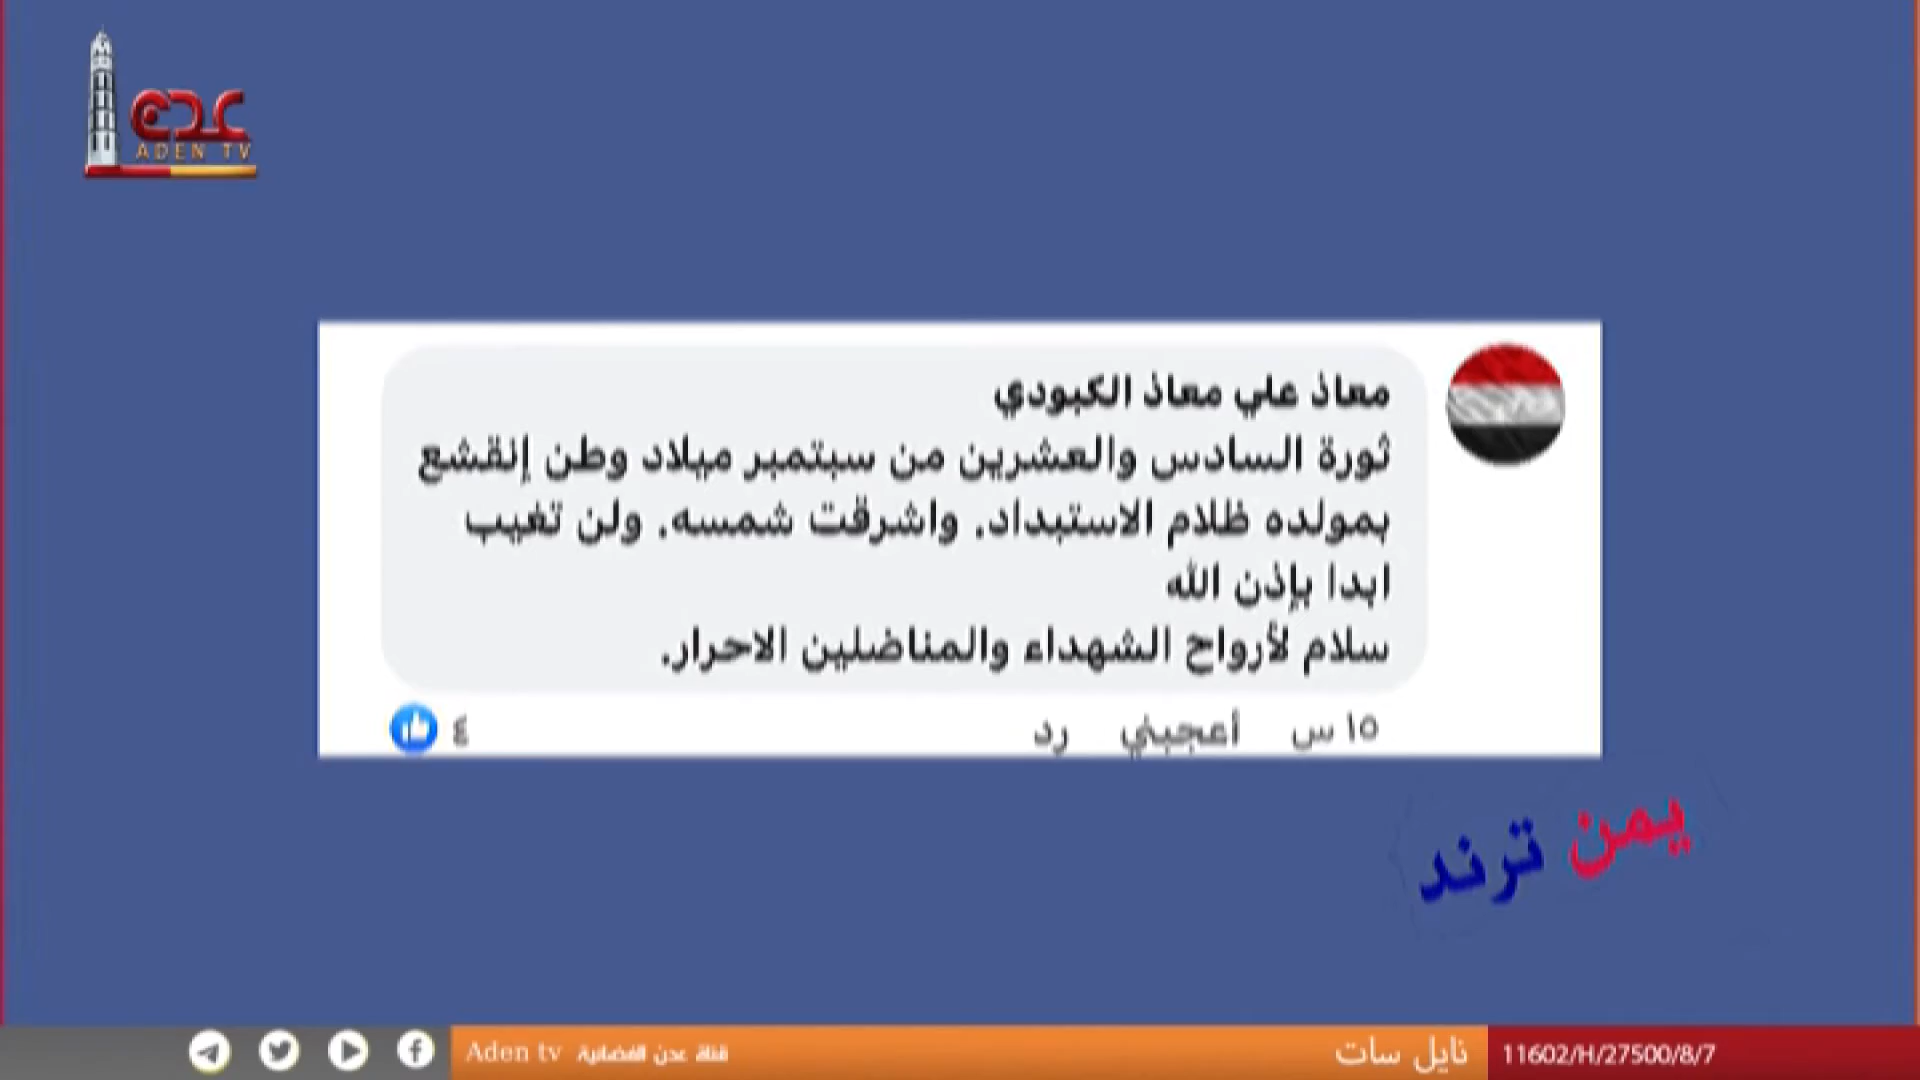 عدن
ADEN TV
معاذ علي معاذ الكبودي
ثورة السادس والعشرين من سبتمبر ميلاد وطن إنقشع
بمولده ظلام الاستبداد. واشرقت شمسه. ولن تغيب
ابدا بإذن الله
سلام لأرواح الشهداء والمناضلين الاحرار.
١٥ س أعجبني رد ٤
يمن ترند
Aden tv قناة عدن الفضائية
نايل سات
11602/H/27500/8/7